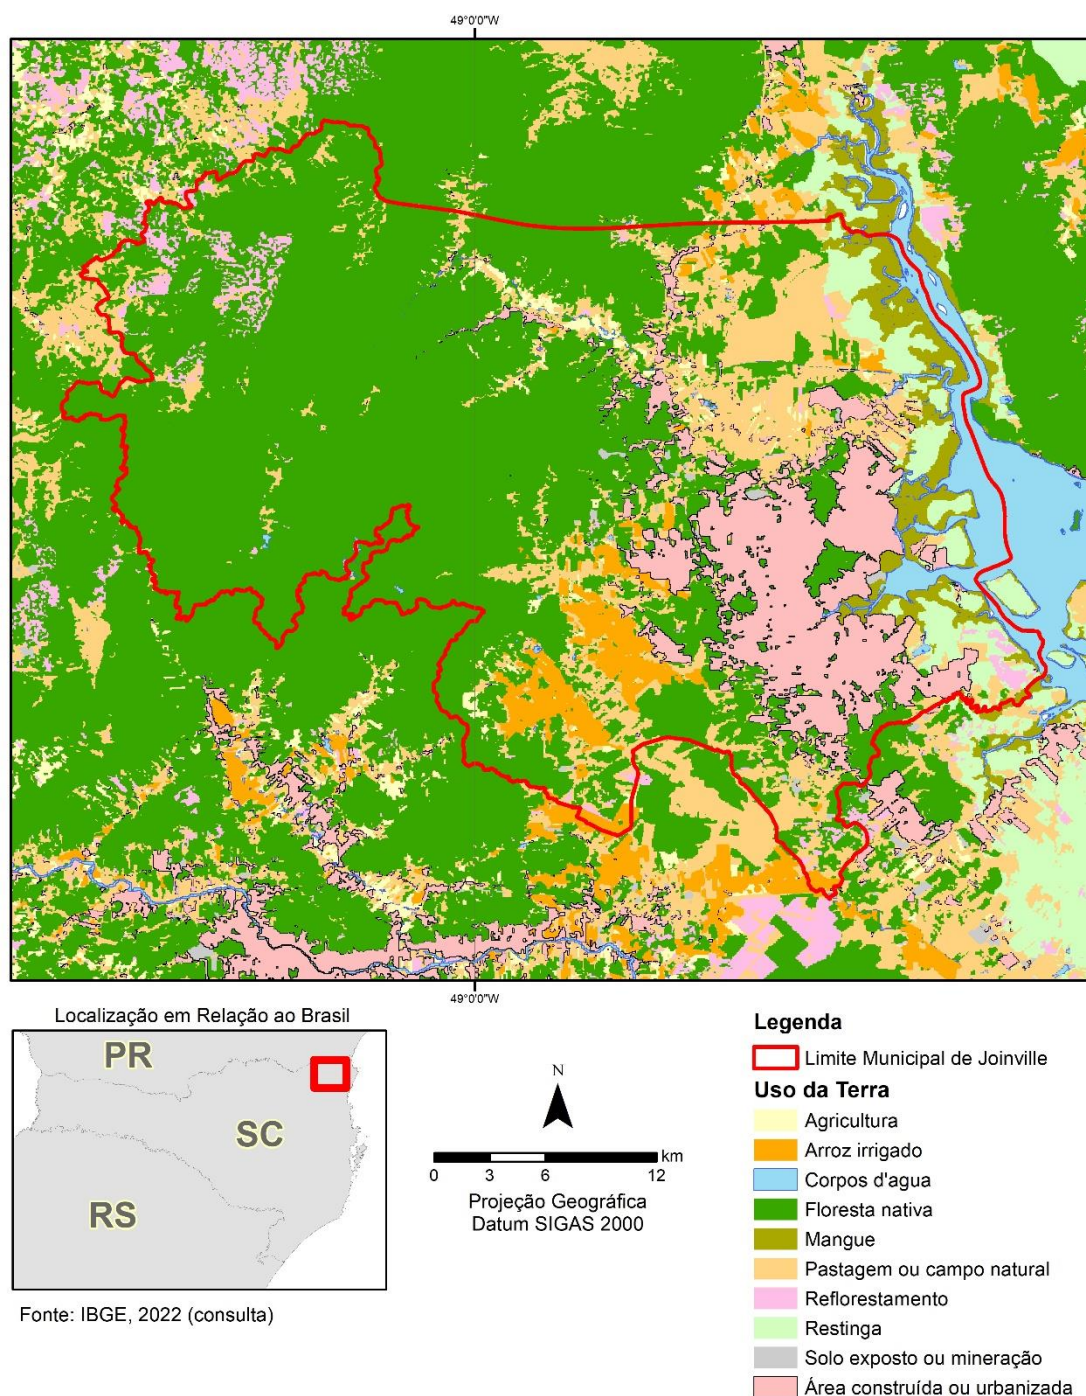 49°0'0"W
49°0'0"W
Localização em Relação ao Brasil
PR
SC
RS
Fonte: IBGE, 2022 (consulta)
N
0 3 6 12 km
Projeção Geográfica
Datum SIGAS 2000
Legenda
Limite Municipal de Joinville
Uso da Terra
Agricultura
Arroz irrigado
Corpos d'agua
Floresta nativa
Mangue
Pastagem ou campo natural
Reflorestamento
Restinga
Solo exposto ou mineração
Área construída ou urbanizada